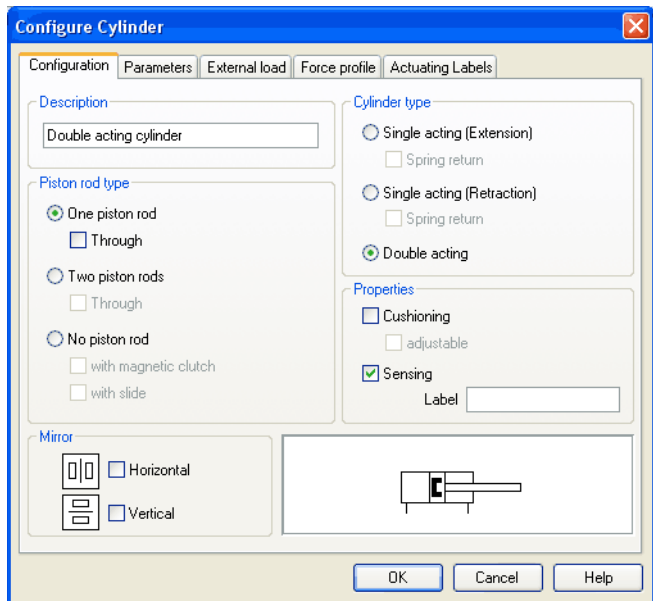 Configure Cylinder
Configuration Parameters External load Force profile Actuating Labels
Description
Double acting cylinder
Piston rod type
One piston rod
Through
Two piston rods
Through
No piston rod
with magnetic clutch
with slide
Cylinder type
Single acting (Extension)
Spring return
Single acting (Retraction)
Spring return
Double acting
Properties
Cushioning
adjustable
Sensing
Label
Mirror
Horizontal
Vertical
OK Cancel Help